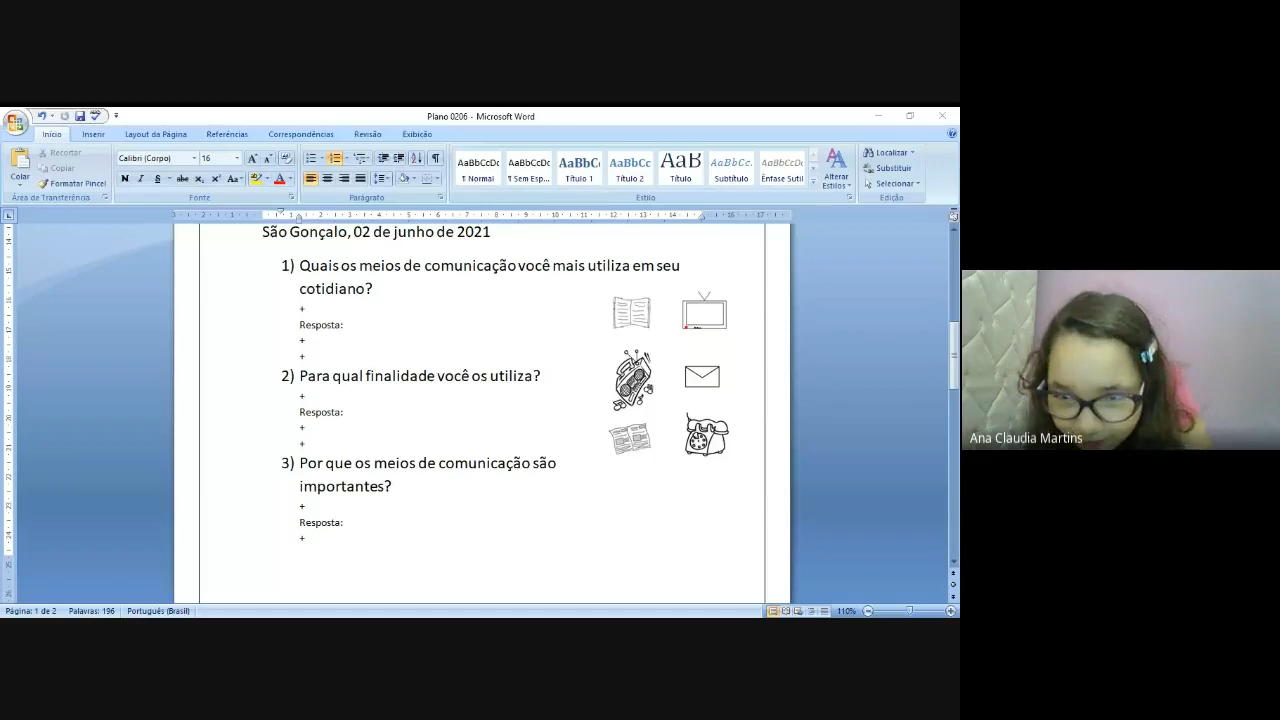 Plano 0206 - Microsoft Word
Início Inserir Layout da Página Referências Correspondências Revisão Exibição
Colar
Recortar
Copiar
Formatar Pincel
Área de Transferência
Calibri (Corpo) 16
N I S abc x₂ x² Aa
Fonte
Parágrafo
AaBbCcDc AaBbCcDc AaBbC AaBbCc AaB AaBbCc. AaBbCcDc
¶ Normal ¶ Sem Esp... Título 1 Título 2 Título Subtítulo Ênfase Sutil
Alterar Estilos
Estilo
Localizar
Substituir
Selecionar
Edição
São Gonçalo, 02 de junho de 2021
1) Quais os meios de comunicação você mais utiliza em seu
cotidiano?
+
Resposta:
+
+
2) Para qual finalidade você os utiliza?
+
Resposta:
+
+
3) Por que os meios de comunicação são
importantes?
+
Resposta:
+
Página: 1 de 2 Palavras: 196 Português (Brasil) 110%
Ana Claudia Martins